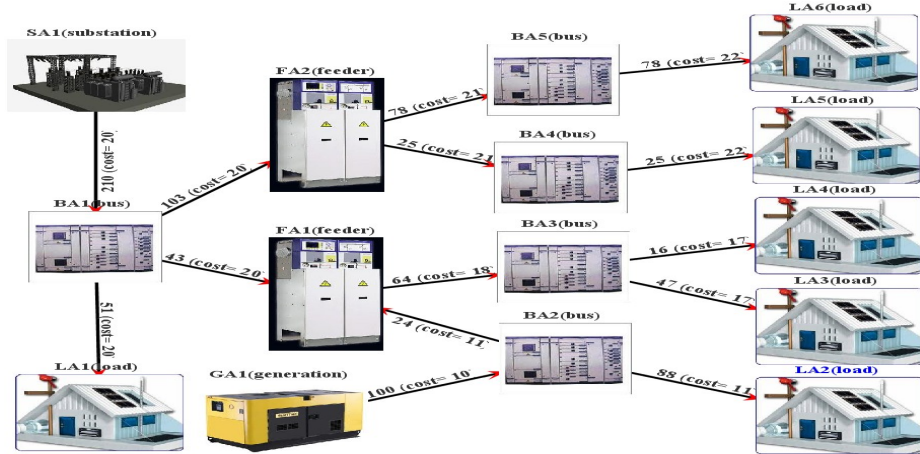 LA6(load)
SA1(substation)
BA5(bus)
FA2(feeder)
78 (cost= 22)
78 (cost= 21)
LA5(load)
210 (cost= 20)
BA4(bus)
25 (cost= 21
25 (cost= 22)
103 (cost= 20)
LA4(load)
BA1(bus)
BA3(bus)
FA1(feeder)
16 (cost= 17)
43 (cost= 20)
64 (cost= 18)
LA3(load)
47 (cost= 17)
51 (cost= 20)
24 (cost= 11)
BA2(bus)
LA1(load)
GA1(generation)
100 (cost= 10)
88 (cost= 11)
LA2(load)